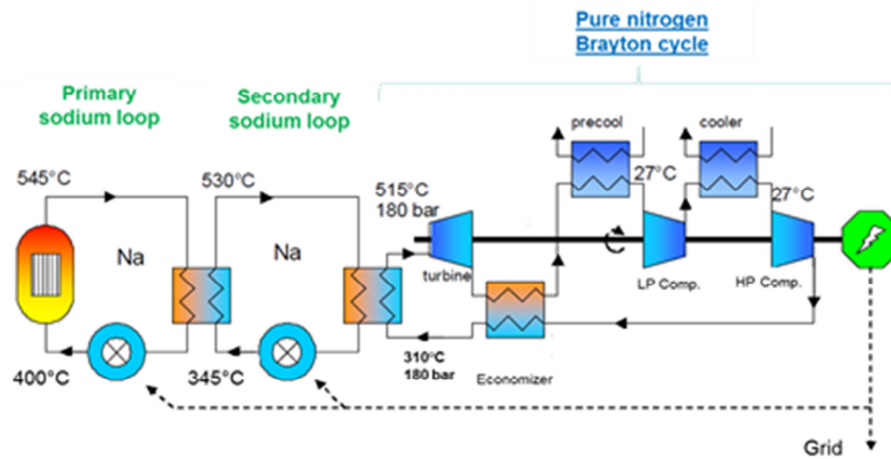 Pure nitrogen
Brayton cycle
Primary
sodium loop
Secondary
sodium loop
precool
cooler
545°C
530°C
515°C
180 bar
27°C
27°C
Na
Na
turbine
LP Comp.
HP Comp.
400°C
345°C
310°C
180 bar
Economizer
Grid